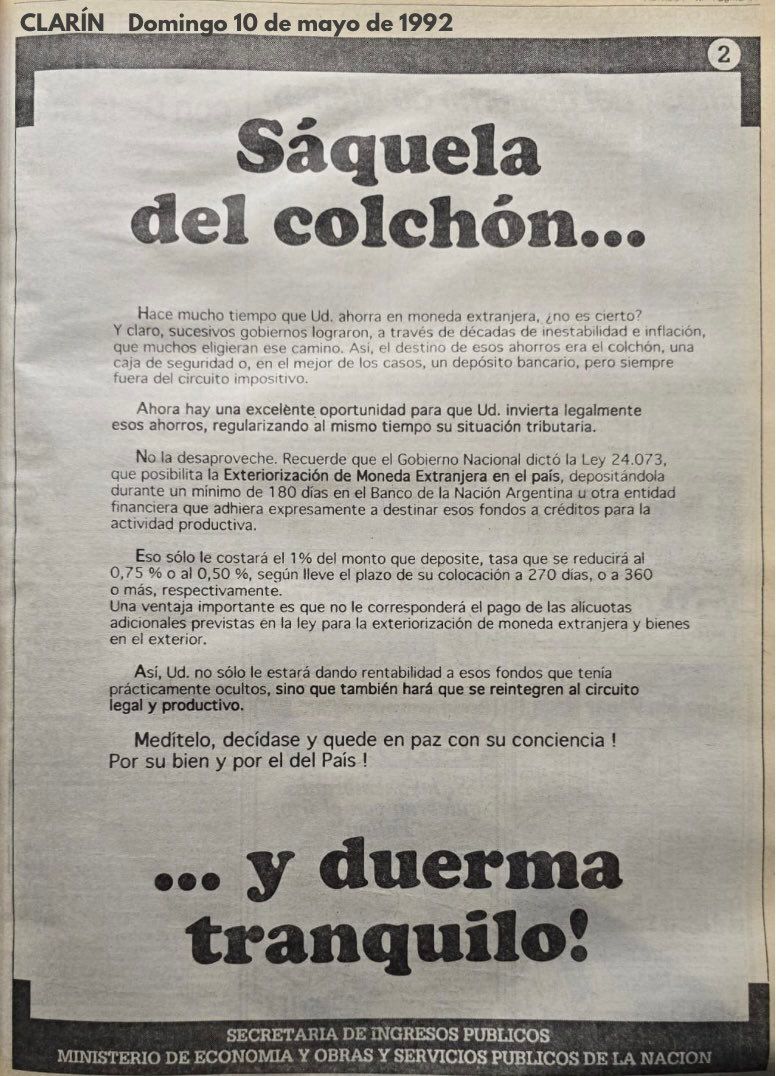 CLARÍN Domingo 10 de mayo de 1992
2
Sáquela
del colchón...
Hace mucho tiempo que Ud. ahorra en moneda extranjera, ¿no es cierto?
Y claro, sucesivos gobiernos lograron, a través de décadas de inestabilidad e inflación,
que muchos eligieran ese camino. Así, el destino de esos ahorros era el colchón, una
caja de seguridad o, en el mejor de los casos, un depósito bancario, pero siempre
fuera del circuito impositivo.
Ahora hay una excelente oportunidad para que Ud. invierta legalmente
esos ahorros, regularizando al mismo tiempo su situación tributaria.
No la desaproveche. Recuerde que el Gobierno Nacional dictó la Ley 24.073,
que posibilita la Exteriorización de Moneda Extranjera en el país, depositándola
durante un mínimo de 180 días en el Banco de la Nación Argentina u otra entidad
financiera que adhiera expresamente a destinar esos fondos a créditos para la
actividad productiva.
Eso sólo le costará el 1% del monto que deposite, tasa que se reducirá al
0,75 % o al 0,50 %, según lleve el plazo de su colocación a 270 días, o a 360
o más, respectivamente.
Una ventaja importante es que no le corresponderá el pago de las alícuotas
adicionales previstas en la ley para la exteriorización de moneda extranjera y bienes
en el exterior.
Así, Ud. no sólo le estará dando rentabilidad a esos fondos que tenía
prácticamente ocultos, sino que también hará que se reintegren al circuito
legal y productivo.
Medítelo, decídase y quede en paz con su conciencia !
Por su bien y por el del País !
... y duerma
tranquilo!
SECRETARIA DE INGRESOS PUBLICOS
MINISTERIO DE ECONOMIA Y OBRAS Y SERVICIOS PUBLICOS DE LA NACION